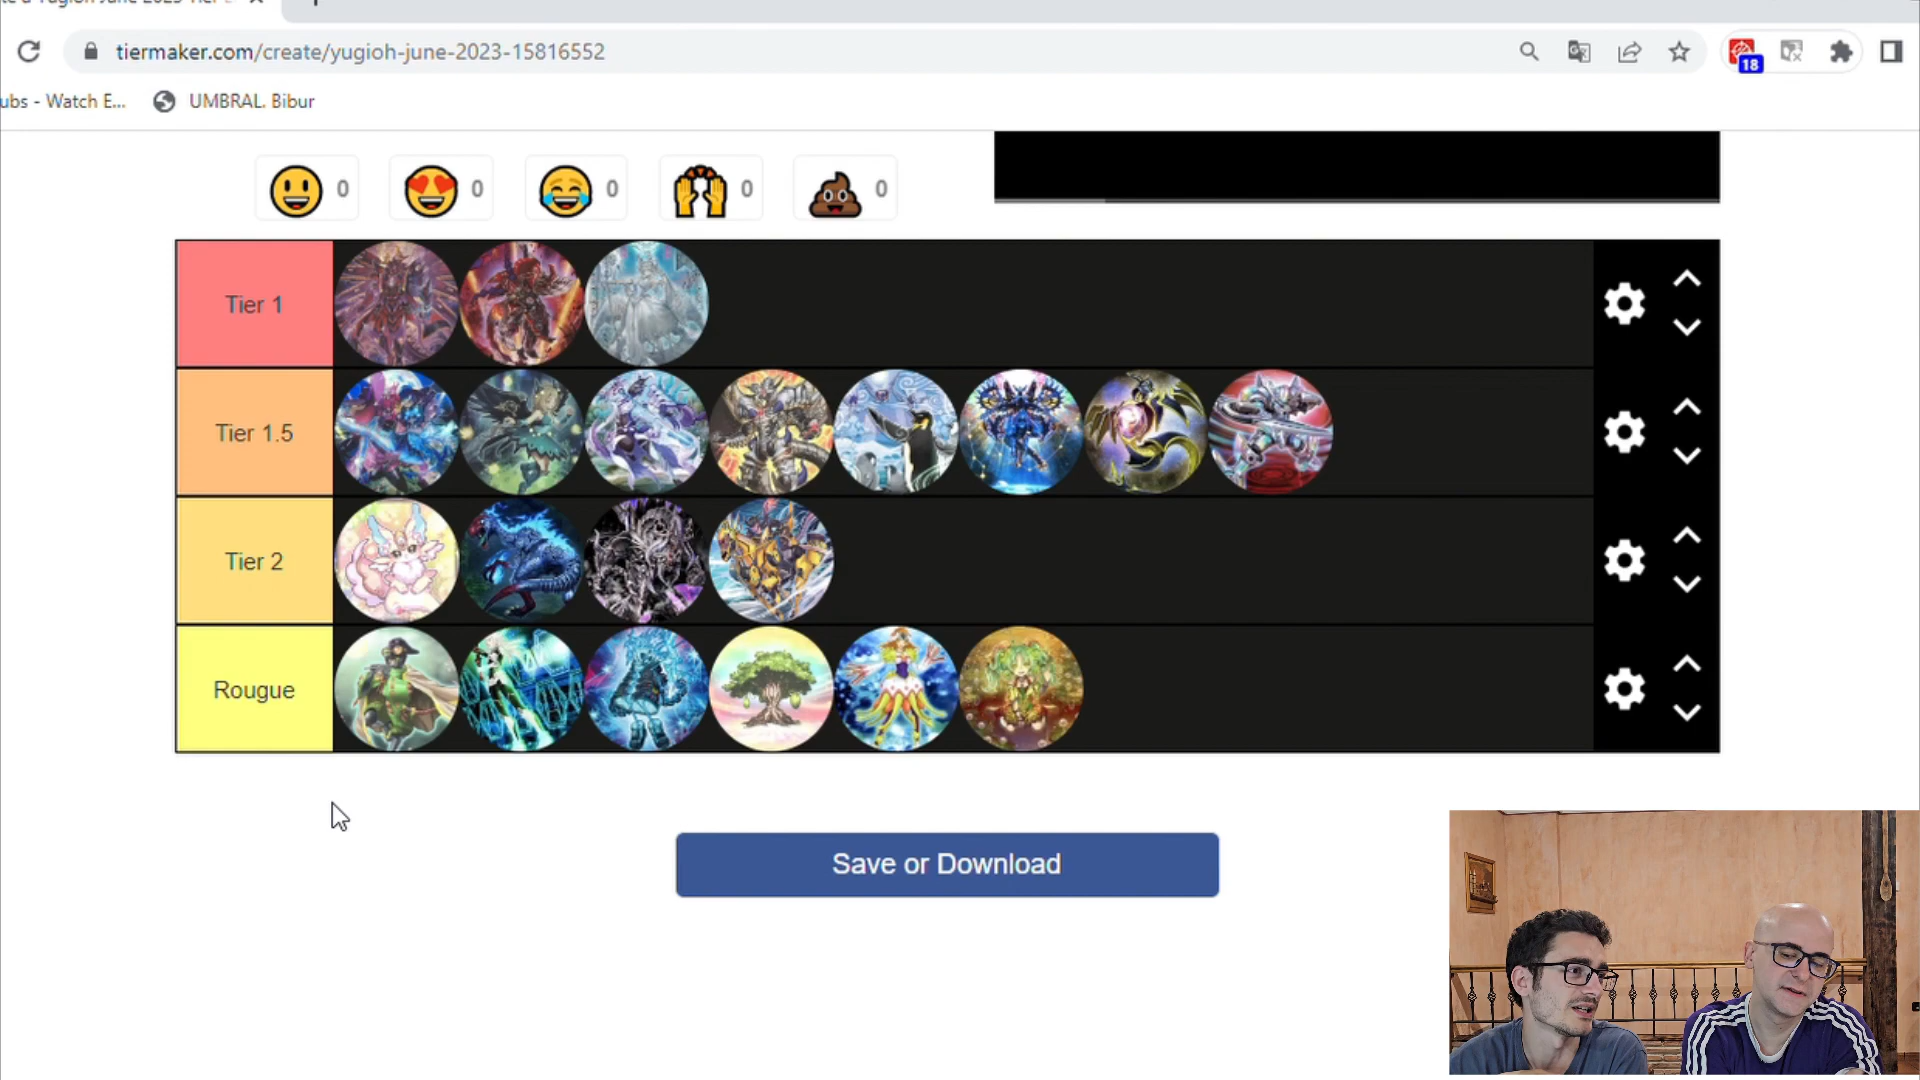 tiermaker.com/create/yugioh-june-2023-15816552
18
ubs - Watch E...
UMBRAL. Bibur
0
0
0
0
0
Tier 1
Tier 1.5
Tier 2
Rougue
Save or Download